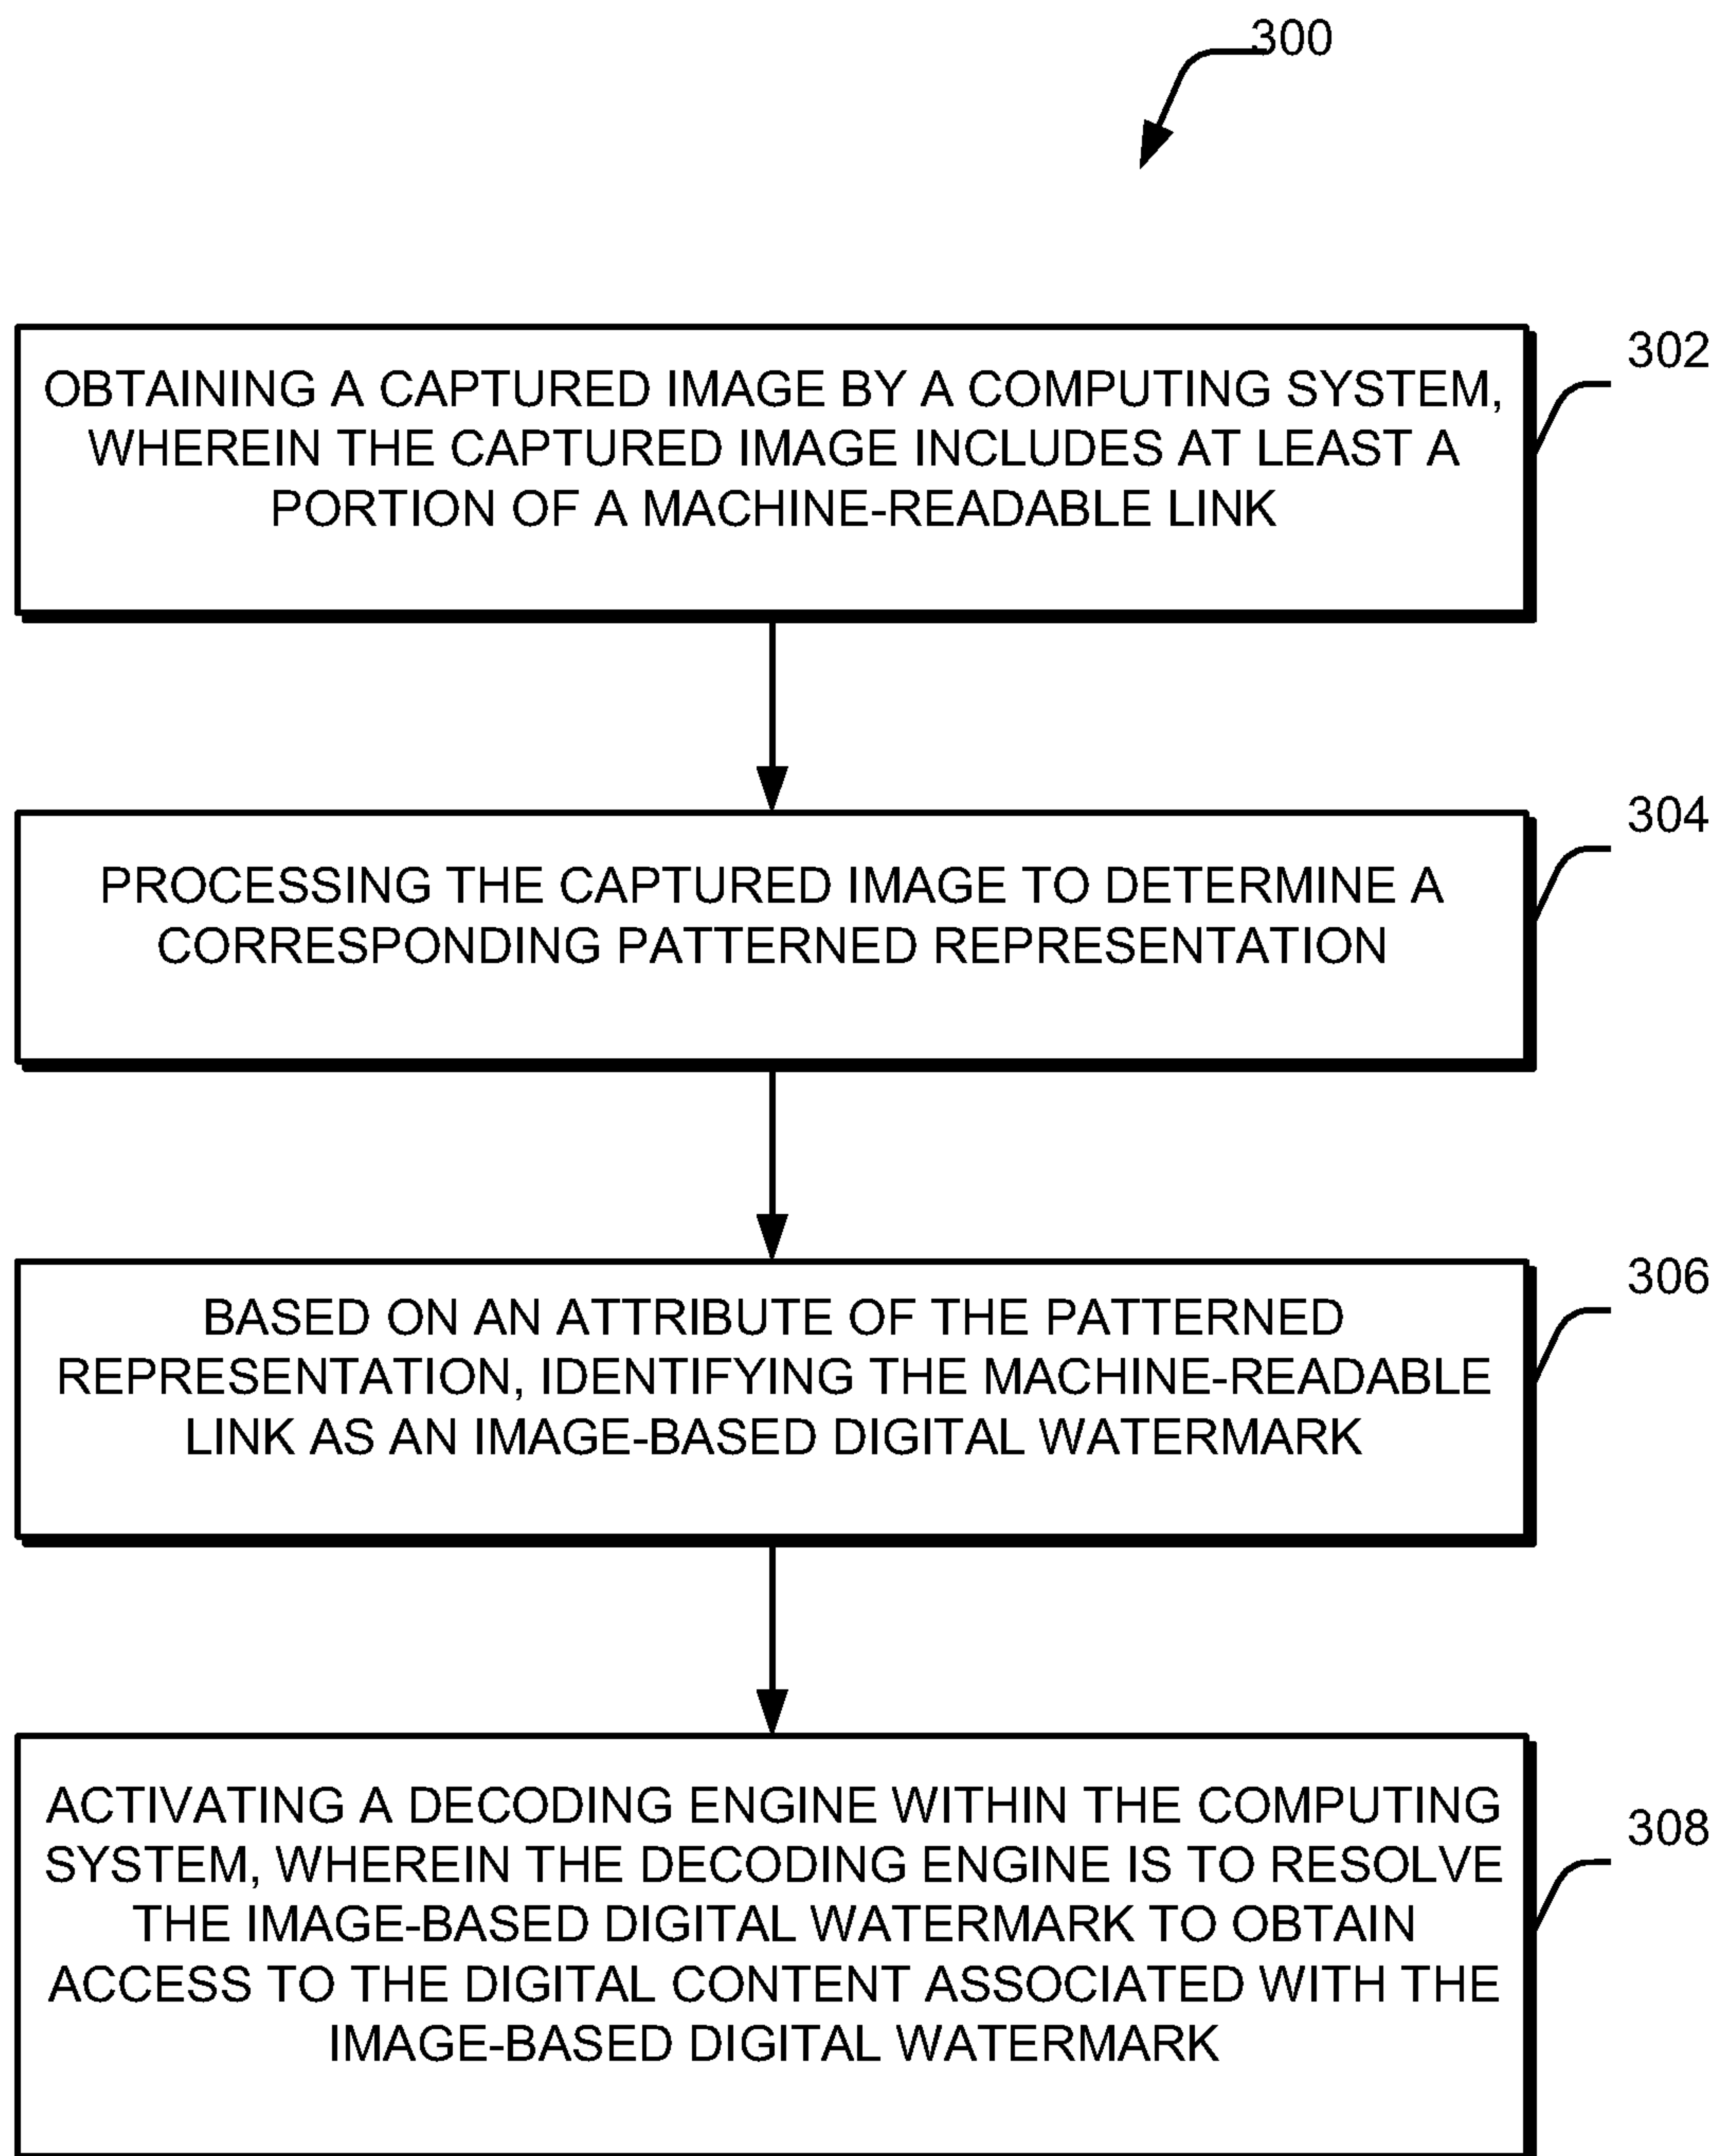 300
302
OBTAINING A CAPTURED IMAGE BY A COMPUTING SYSTEM,
WHEREIN THE CAPTURED IMAGE INCLUDES AT LEAST A
PORTION OF A MACHINE-READABLE LINK
304
PROCESSING THE CAPTURED IMAGE TO DETERMINE A
CORRESPONDING PATTERNED REPRESENTATION
306
BASED ON AN ATTRIBUTE OF THE PATTERNED
REPRESENTATION, IDENTIFYING THE MACHINE-READABLE
LINK AS AN IMAGE-BASED DIGITAL WATERMARK
308
ACTIVATING A DECODING ENGINE WITHIN THE COMPUTING
SYSTEM, WHEREIN THE DECODING ENGINE IS TO RESOLVE
THE IMAGE-BASED DIGITAL WATERMARK TO OBTAIN
ACCESS TO THE DIGITAL CONTENT ASSOCIATED WITH THE
IMAGE-BASED DIGITAL WATERMARK